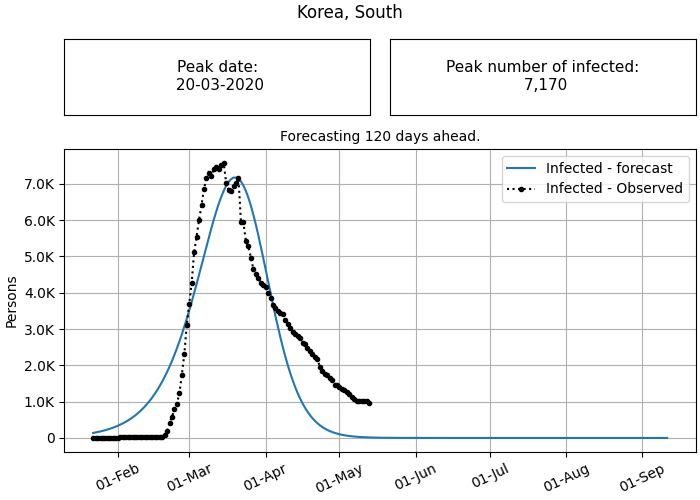 Korea, South
Peak date:
20-03-2020
Peak number of infected:
7,170
Forecasting 120 days ahead.
Infected - forecast
Infected - Observed
Persons
7.0K
6.0K
5.0K
4.0K
3.0K
2.0K
1.0K
0
01-Feb
01-Mar
01-Apr
01-May
01-Jun
01-Jul
01-Aug
01-Sep